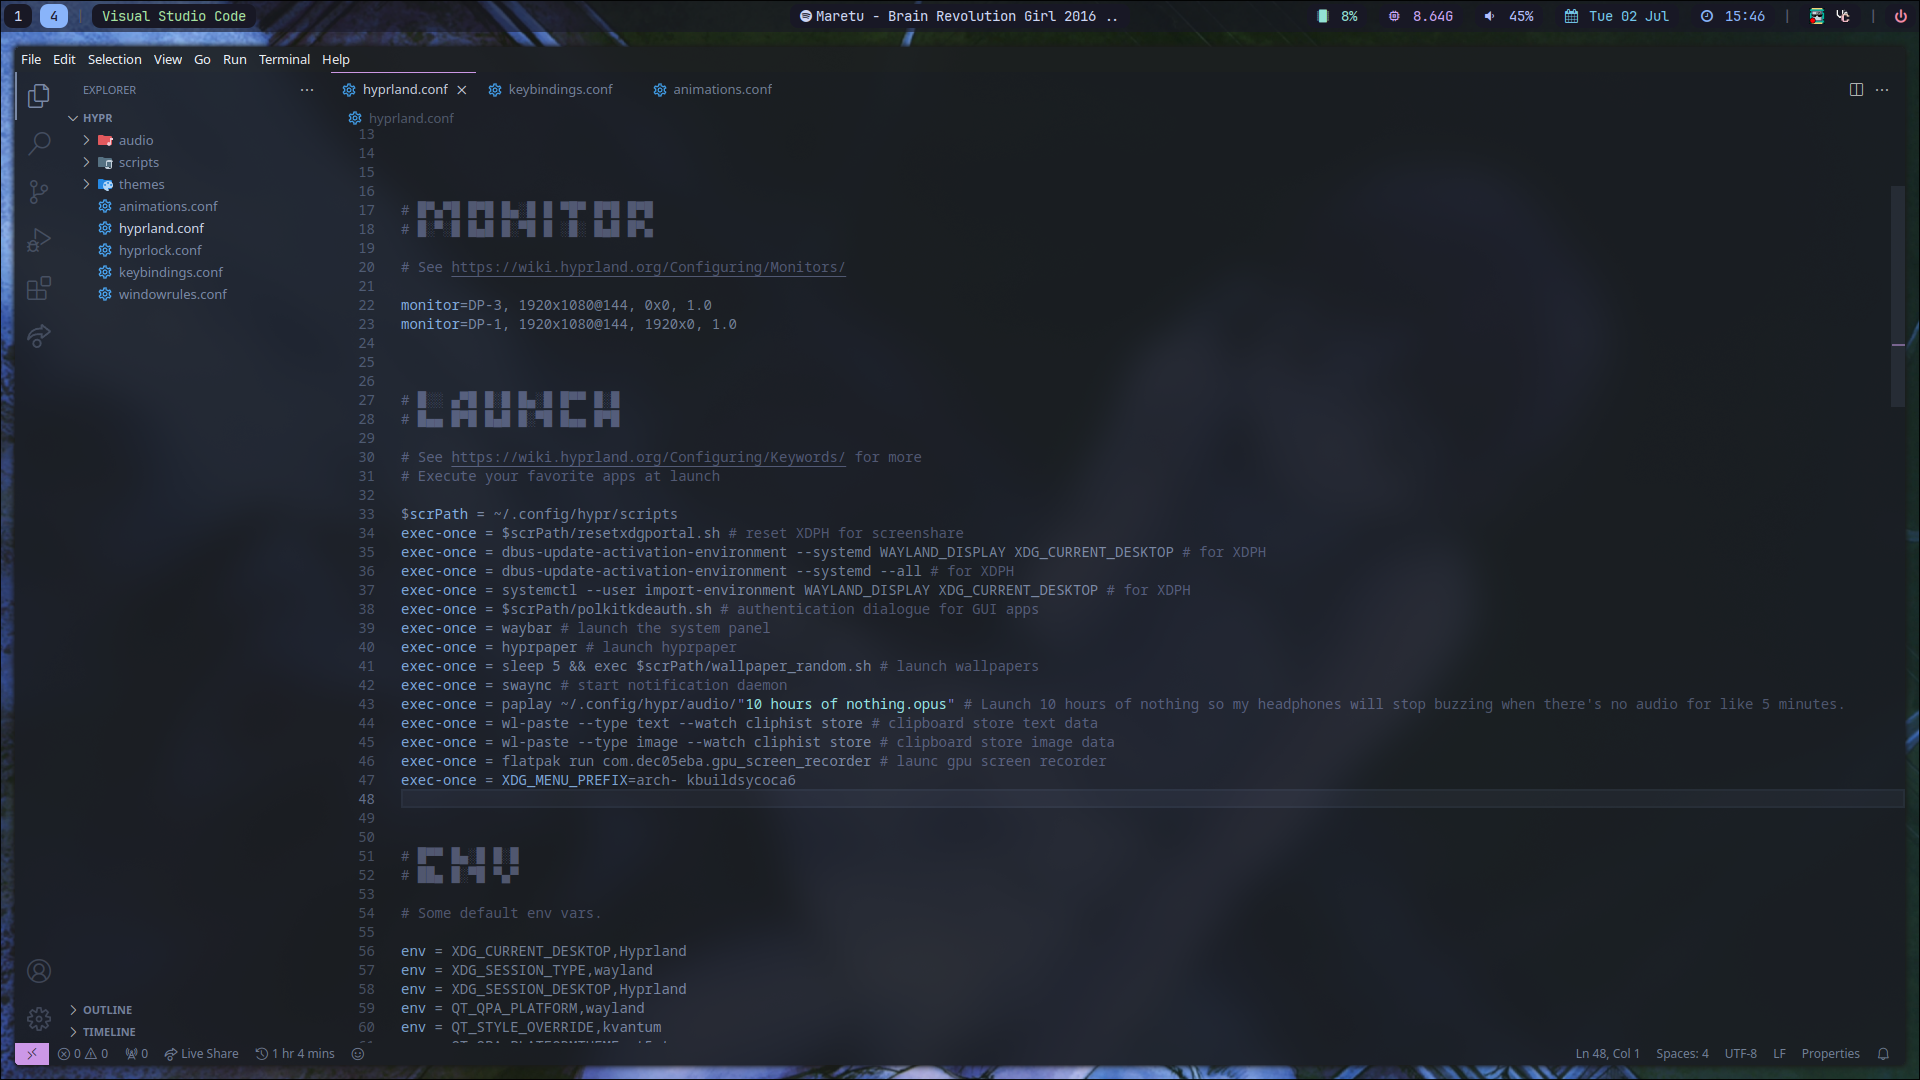 1 4 | Visual Studio Code
Maretu - Brain Revolution Girl 2016 ..
8% 8.64G 45% Tue 02 Jul 15:46 | |
File Edit Selection View Go Run Terminal Help
EXPLORER ···
hyprland.conf keybindings.conf animations.conf
HYPR
audio
scripts
themes
animations.conf
hyprland.conf
hyprlock.conf
keybindings.conf
windowrules.conf
OUTLINE
TIMELINE
hyprland.conf
13
14
15
16
17 # █▀▄▀█ █▀█ █▄░█ █ ▀█▀ █▀█ █▀█
18 # █░▀░█ █▄█ █░▀█ █ ░█░ █▄█ █▀▄
19
20 # See https://wiki.hyprland.org/Configuring/Monitors/
21
22 monitor=DP-3, 1920x1080@144, 0x0, 1.0
23 monitor=DP-1, 1920x1080@144, 1920x0, 1.0
24
25
26
27 # █░░ ▄▀█ █░█ █▄░█ █▀▀ █░█
28 # █▄▄ █▀█ █▄█ █░▀█ █▄▄ █▀█
29
30 # See https://wiki.hyprland.org/Configuring/Keywords/ for more
31 # Execute your favorite apps at launch
32
33 $scrPath = ~/.config/hypr/scripts
34 exec-once = $scrPath/resetxdgportal.sh # reset XDPH for screenshare
35 exec-once = dbus-update-activation-environment --systemd WAYLAND_DISPLAY XDG_CURRENT_DESKTOP # for XDPH
36 exec-once = dbus-update-activation-environment --systemd --all # for XDPH
37 exec-once = systemctl --user import-environment WAYLAND_DISPLAY XDG_CURRENT_DESKTOP # for XDPH
38 exec-once = $scrPath/polkitkdeauth.sh # authentication dialogue for GUI apps
39 exec-once = waybar # launch the system panel
40 exec-once = hyprpaper # launch hyprpaper
41 exec-once = sleep 5 && exec $scrPath/wallpaper_random.sh # launch wallpapers
42 exec-once = swaync # start notification daemon
43 exec-once = paplay ~/.config/hypr/audio/"10 hours of nothing.opus" # Launch 10 hours of nothing so my headphones will stop buzzing when there's no audio for like 5 minutes.
44 exec-once = wl-paste --type text --watch cliphist store # clipboard store text data
45 exec-once = wl-paste --type image --watch cliphist store # clipboard store image data
46 exec-once = flatpak run com.dec05eba.gpu_screen_recorder # launc gpu screen recorder
47 exec-once = XDG_MENU_PREFIX=arch- kbuildsycoca6
48
49
50
51 # █▀▀ █▄░█ █░█
52 # ██▄ █░▀█ ▀▄▀
53
54 # Some default env vars.
55
56 env = XDG_CURRENT_DESKTOP,Hyprland
57 env = XDG_SESSION_TYPE,wayland
58 env = XDG_SESSION_DESKTOP,Hyprland
59 env = QT_QPA_PLATFORM,wayland
60 env = QT_STYLE_OVERRIDE,kvantum
0 0 0 Live Share 1 hr 4 mins
Ln 48, Col 1 Spaces: 4 UTF-8 LF Properties